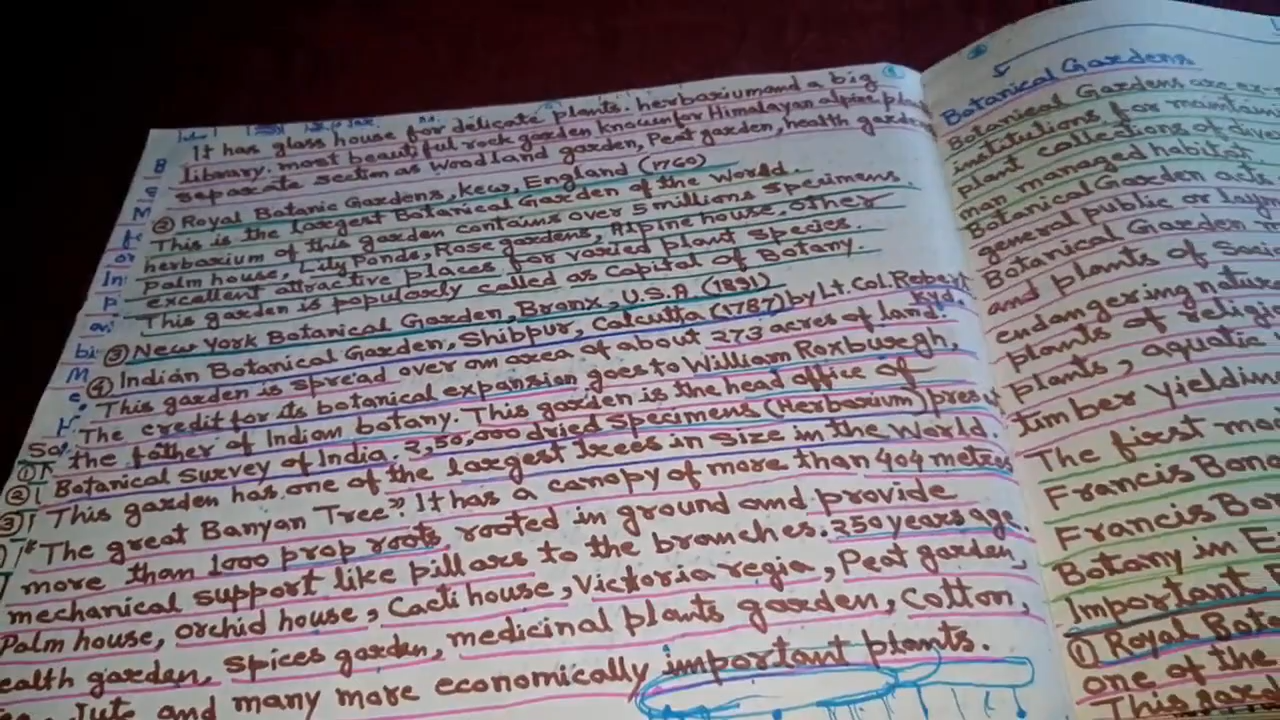 It has glass house for delicate plants. herbarium and a big
library. most beautiful rock garden known for Himalayan alpine
separate section as Woodland garden, Peat garden, health garden
② Royal Botanic Gardens, Kew, England (1760)
This is the largest Botanical Garden of the World.
herbarium of this garden contains over 5 millions specimens.
Palm house, Lily Ponds, Rose gardens, Alpine house, other
excellent attractive places for varied plant species.
This garden is popularly called as Capital of Botany.
③ New York Botanical Garden, Bronx, U.S.A (1891)
④ Indian Botanical Garden, Shibpur, Calcutta (1787) by Lt. Col. Robert
Kyd.
This garden is spread over an area of about 273 acres of land.
The credit for its botanical expansion goes to William Roxburgh,
the father of Indian botany. This garden is the head office of
Botanical Survey of India. 2,50,000 dried Specimens (Herbarium) present
This garden has one of the largest trees in size in the World.
"The great Banyan Tree" It has a canopy of more than 404 metres
more than 1000 prop roots rooted in ground and provide
mechanical support like pillars to the branches. 250 years age.
Palm house, orchid house, Cacti house, Victoria regia, Peat garden,
ealth garden, spices garden, medicinal plants garden, Cotton,
Jute and many more economically important plants.
Botanical Gardens
Botanical Gardens are ex-
institutions for maintain
plant collections of dive
man managed habitat.
Botanical Garden acts
general public or laym
Botanical Garden
and plants of
endangering nature
plants of religi
plants, aquatic
timber yielding
The first mo
Francis Bona
Francis Bo
Botany in E
Important
① Royal Bota
one of the
This gard